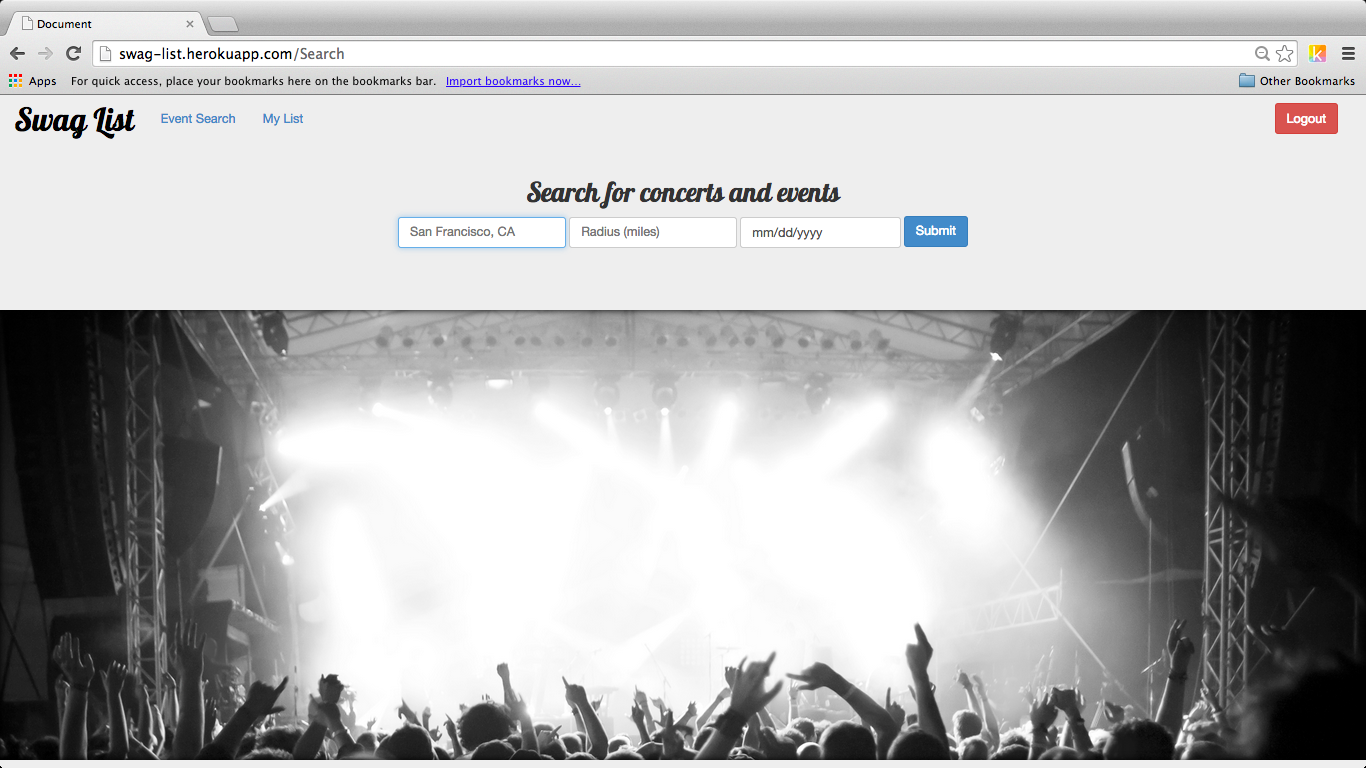 Document
swag-list.herokuapp.com/Search
Apps For quick access, place your bookmarks here on the bookmarks bar. Import bookmarks now... Other Bookmarks
Swag List Event Search My List Logout
Search for concerts and events
San Francisco, CA Radius (miles) mm/dd/yyyy Submit